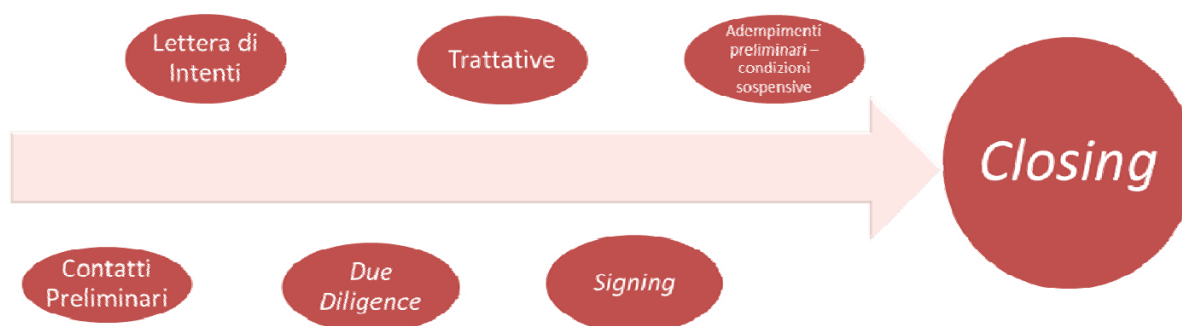 Lettera di
Intenti
Trattative
Adempimenti
preliminari –
condizioni
sospensive
Closing
Contatti
Preliminari
Due
Diligence
Signing